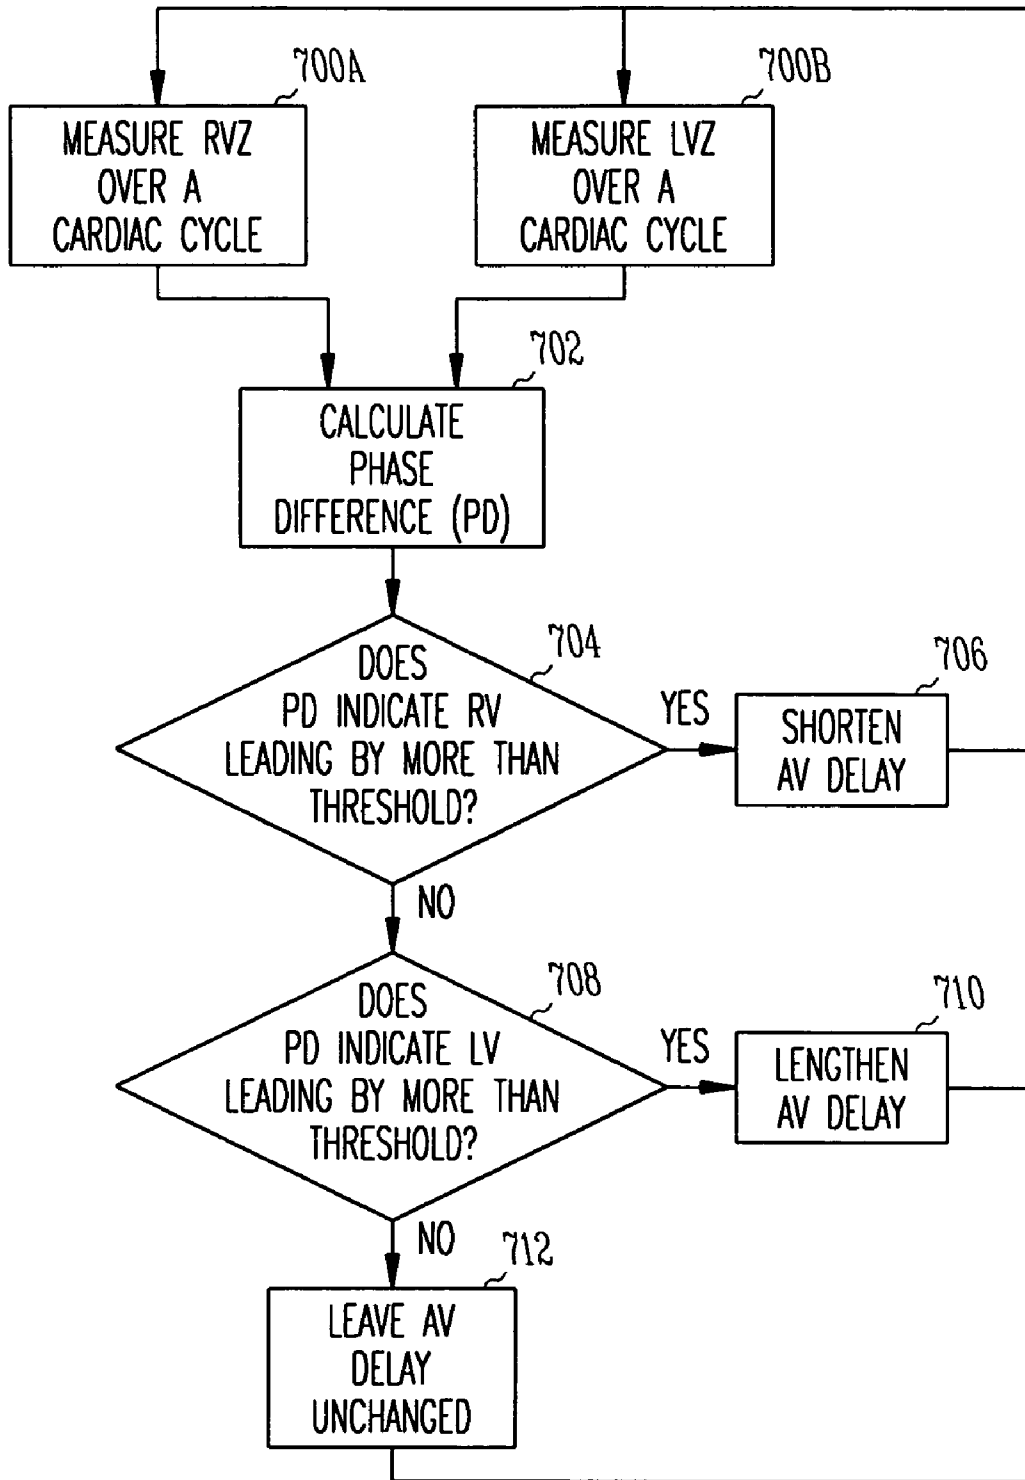 700A
700B
MEASURE RVZ
OVER A
CARDIAC CYCLE
MEASURE LVZ
OVER A
CARDIAC CYCLE
702
CALCULATE
PHASE
DIFFERENCE (PD)
704
DOES
PD INDICATE RV
LEADING BY MORE THAN
THRESHOLD?
YES
706
SHORTEN
AV DELAY
NO
708
DOES
PD INDICATE LV
LEADING BY MORE THAN
THRESHOLD?
YES
710
LENGTHEN
AV DELAY
NO
712
LEAVE AV
DELAY
UNCHANGED